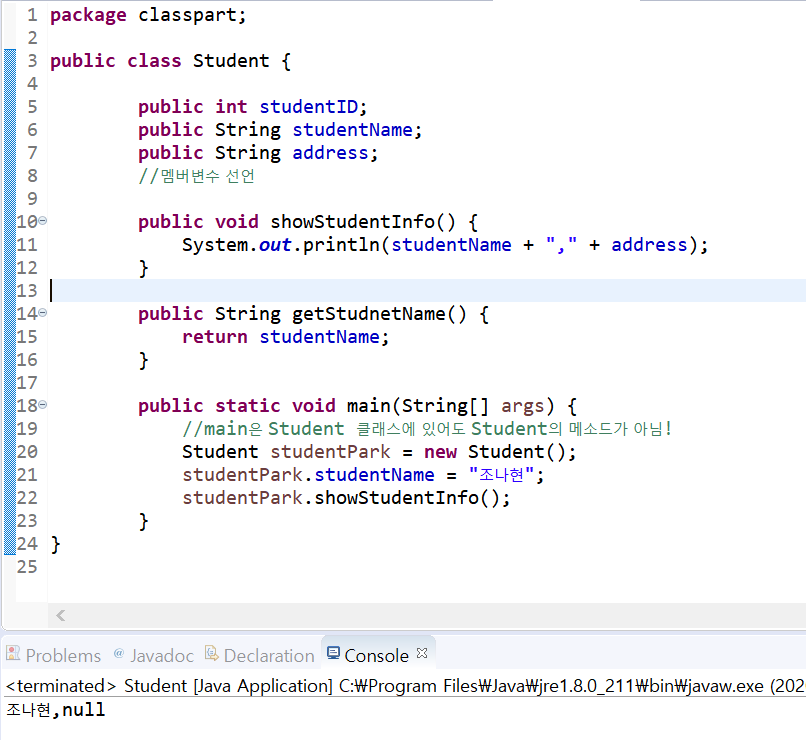 1 package classpart;
2
3 public class Student {
4
5 public int studentID;
6 public String studentName;
7 public String address;
8 //멤버변수 선언
9
10 public void showStudentInfo() {
11 System.out.println(studentName + "," + address);
12 }
13
14 public String getStudnetName() {
15 return studentName;
16 }
17
18 public static void main(String[] args) {
19 //main은 Student 클래스에 있어도 Student의 메소드가 아님!
20 Student studentPark = new Student();
21 studentPark.studentName = "조나현";
22 studentPark.showStudentInfo();
23 }
24 }
25
Problems @ Javadoc Declaration Console
<terminated> Student [Java Application] C:₩Program Files₩Java₩jre1.8.0_211₩bin₩javaw.exe (202
조나현,null